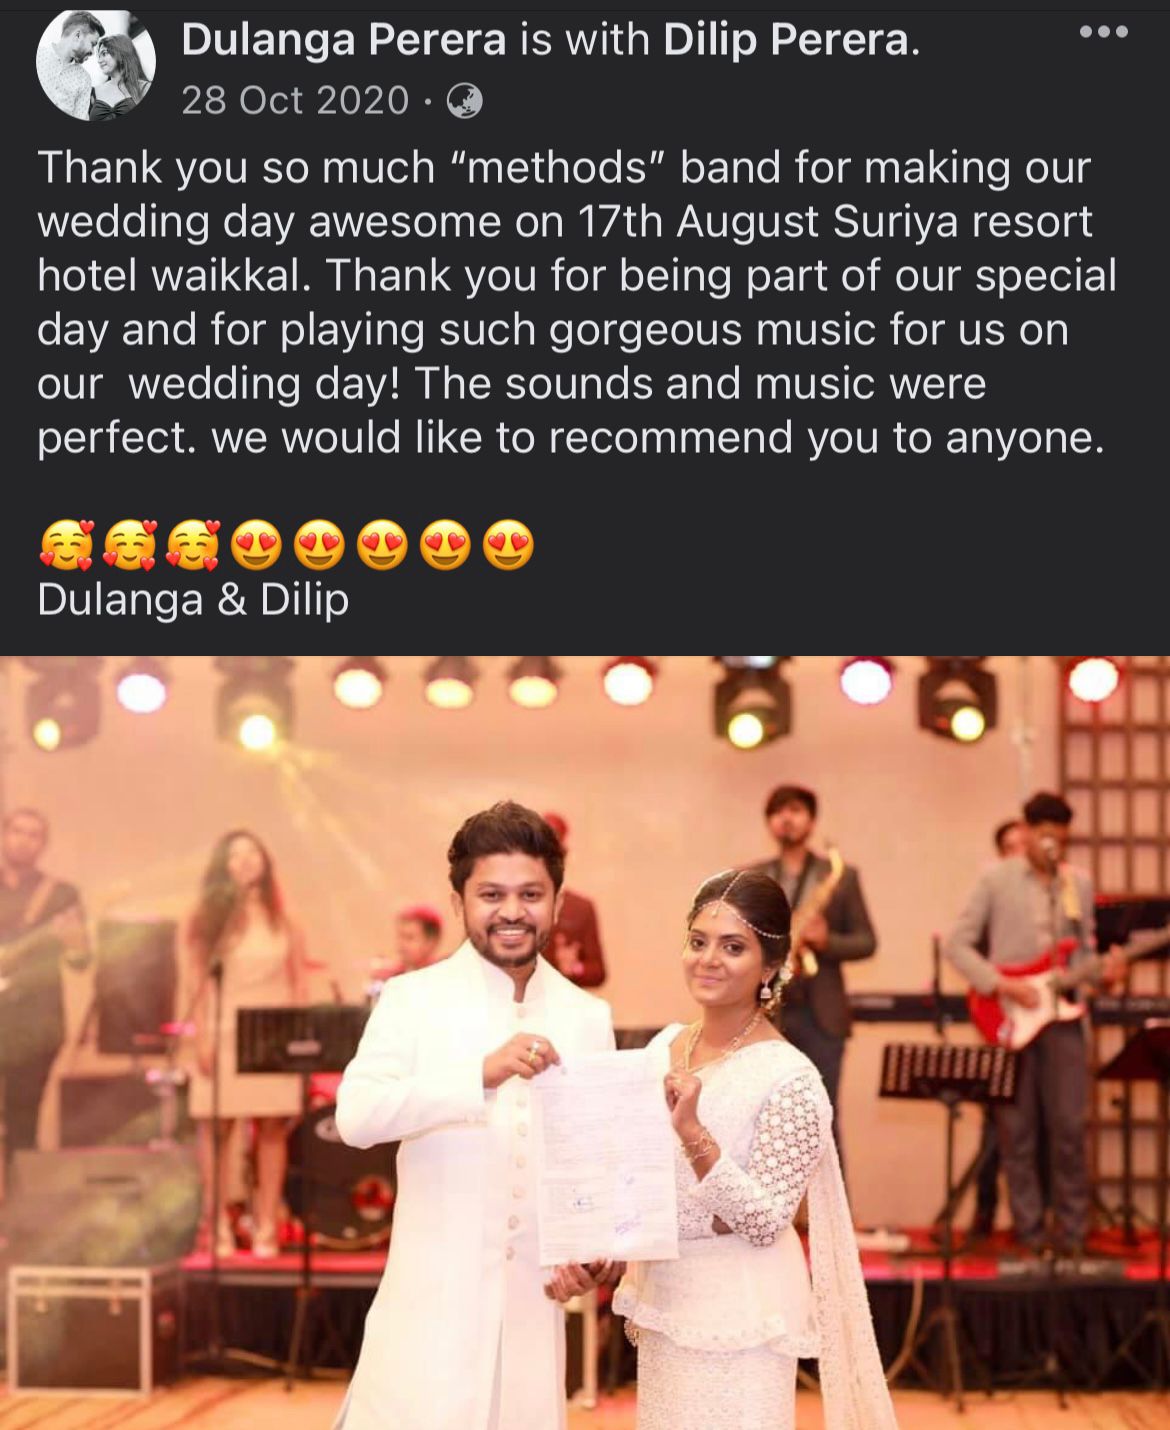 Dulanga Perera is with Dilip Perera.
28 Oct 2020 ·
Thank you so much “methods” band for making our
wedding day awesome on 17th August Suriya resort
hotel waikkal. Thank you for being part of our special
day and for playing such gorgeous music for us on
our  wedding day! The sounds and music were
perfect. we would like to recommend you to anyone.
🥰🥰🥰😍😍😍😍😍
Dulanga & Dilip